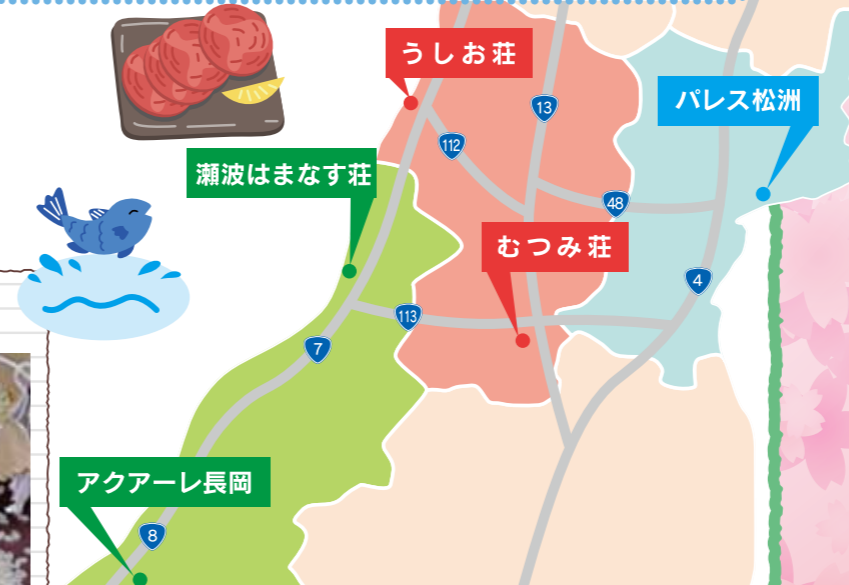 うしお荘
パレス松洲
13
112
瀬波はまなす荘
48
むつみ荘
4
113
7
アクアーレ長岡
8